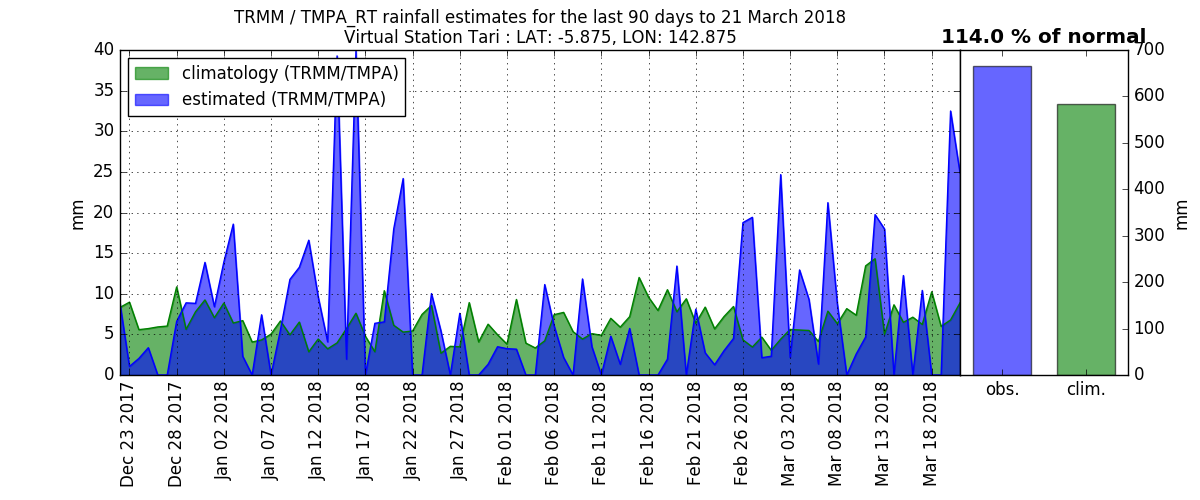 TRMM / TMPA_RT rainfall estimates for the last 90 days to 21 March 2018
Virtual Station Tari : LAT: -5.875, LON: 142.875
114.0 % of normal
climatology (TRMM/TMPA)
estimated (TRMM/TMPA)
40
35
30
25
20
15
10
5
0
mm
Dec 23 2017
Dec 28 2017
Jan 02 2018
Jan 07 2018
Jan 12 2018
Jan 17 2018
Jan 22 2018
Jan 27 2018
Feb 01 2018
Feb 06 2018
Feb 11 2018
Feb 16 2018
Feb 21 2018
Feb 26 2018
Mar 03 2018
Mar 08 2018
Mar 13 2018
Mar 18 2018
700
600
500
400
300
200
100
0
mm
obs.
clim.